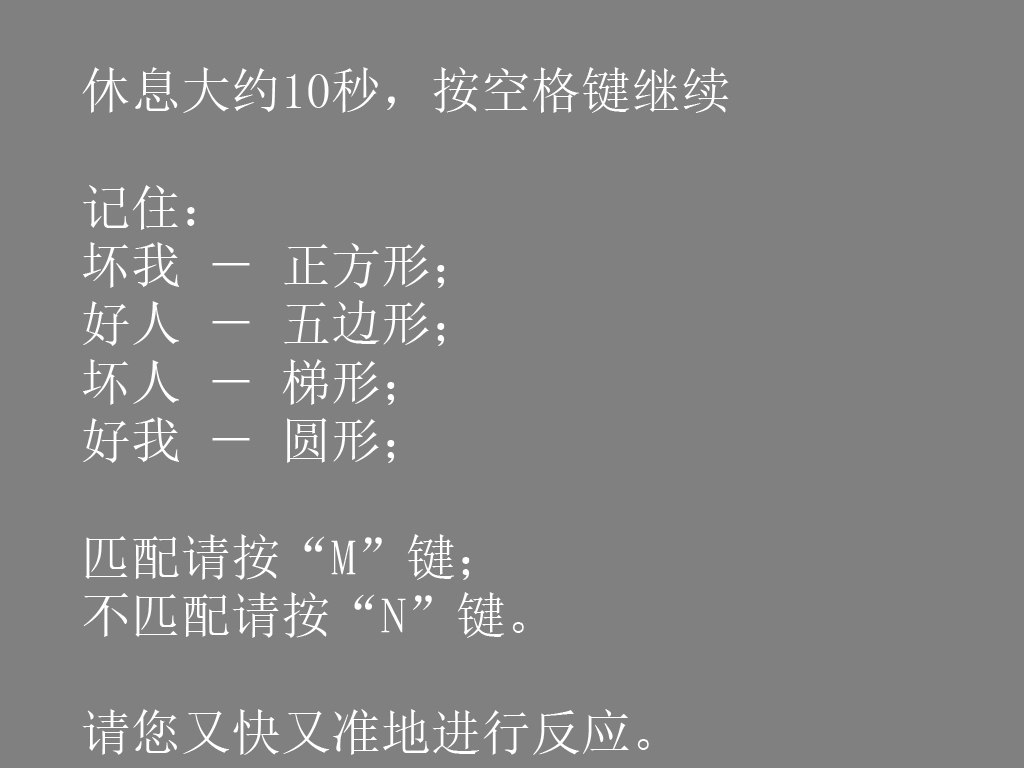 休息大约10秒，按空格键继续
记住：
坏我 － 正方形；
好人 － 五边形；
坏人 － 梯形；
好我 － 圆形；
匹配请按“M”键；
不匹配请按“N”键。
请您又快又准地进行反应。